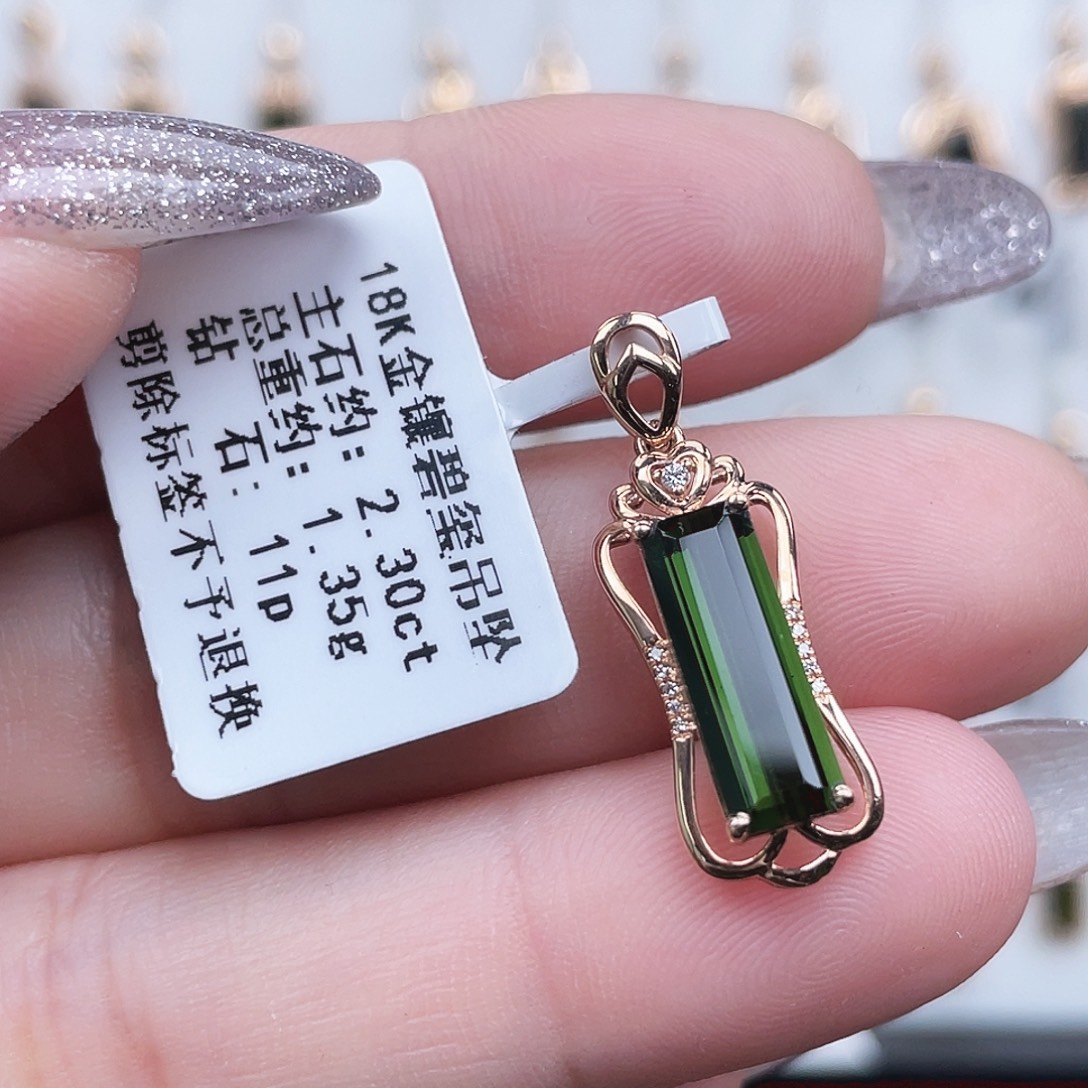 18K金镶碧玺吊坠
主石约: 2.30ct
总重约: 1.35g
钻 石: 11p
剪除标签不予退换